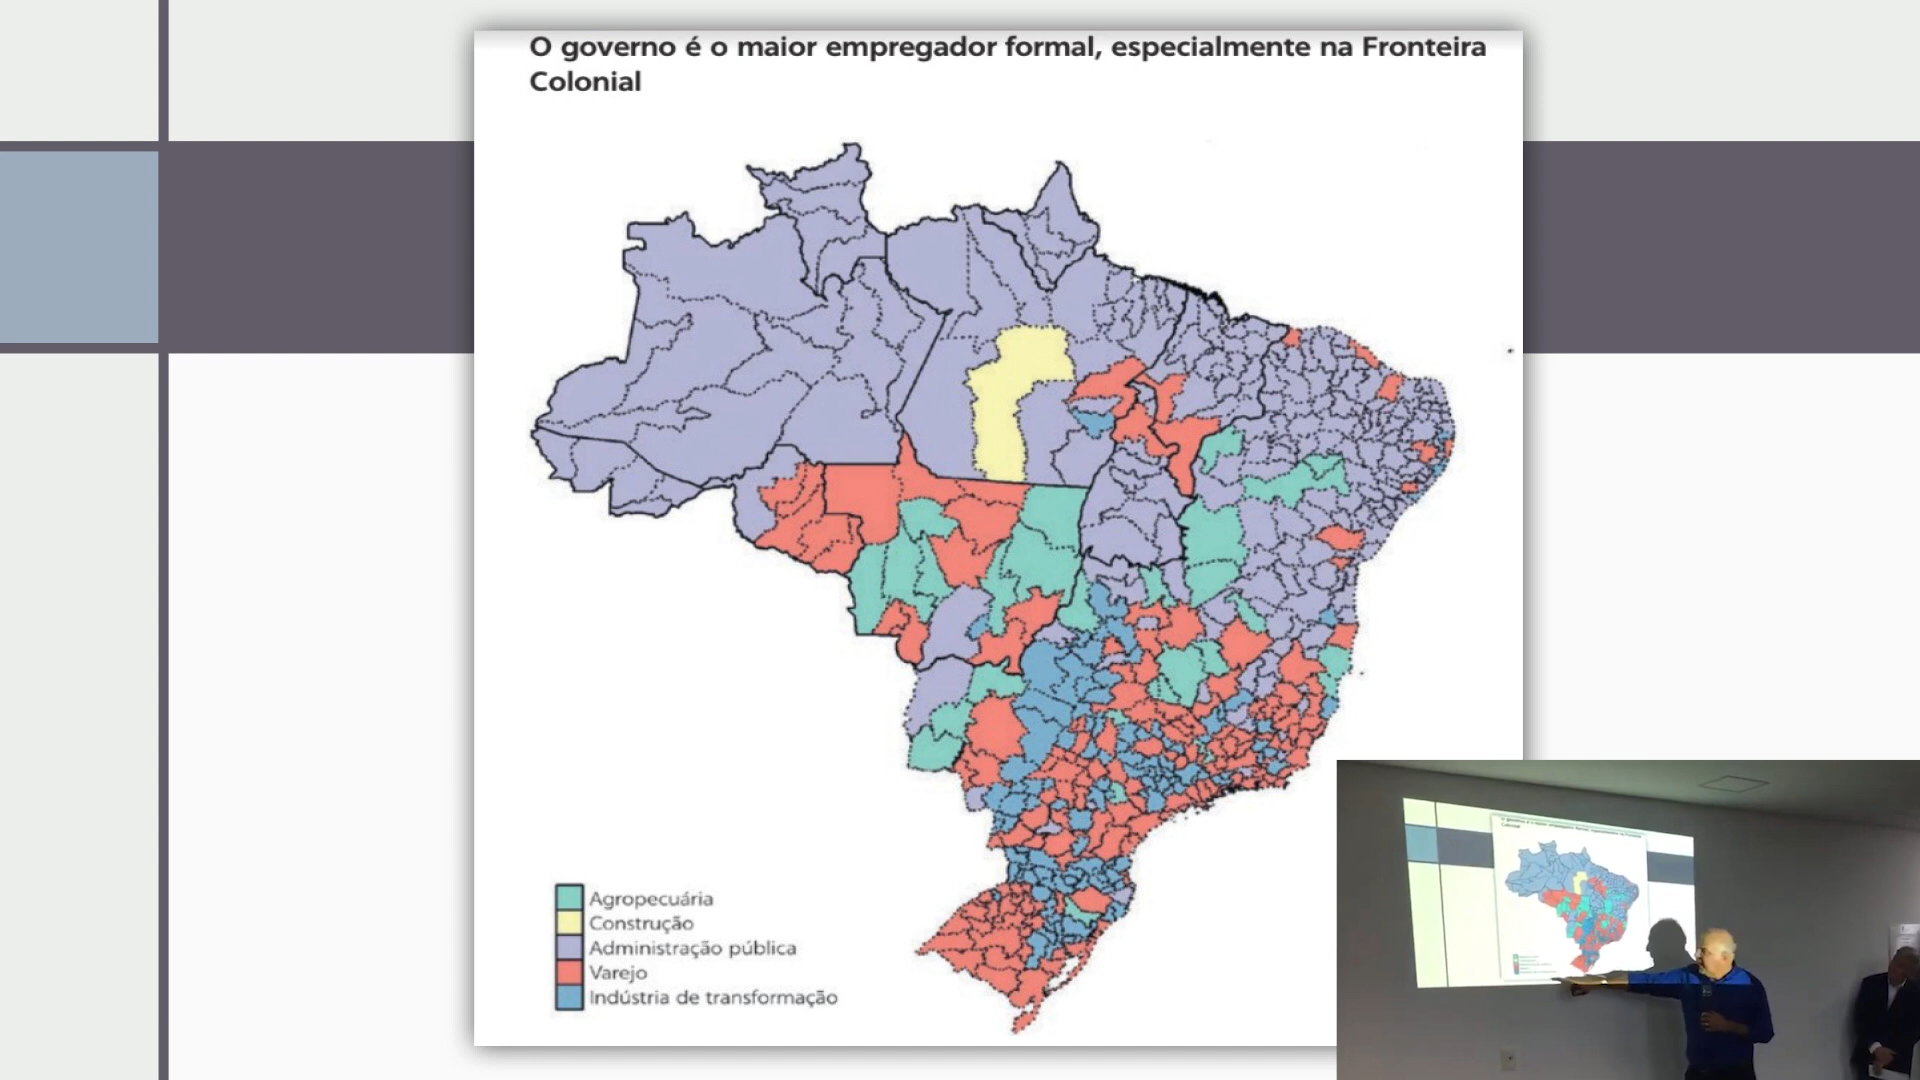 O governo é o maior empregador formal, especialmente na Fronteira
Colonial
Agropecuária
Construção
Administração pública
Varejo
Indústria de transformação